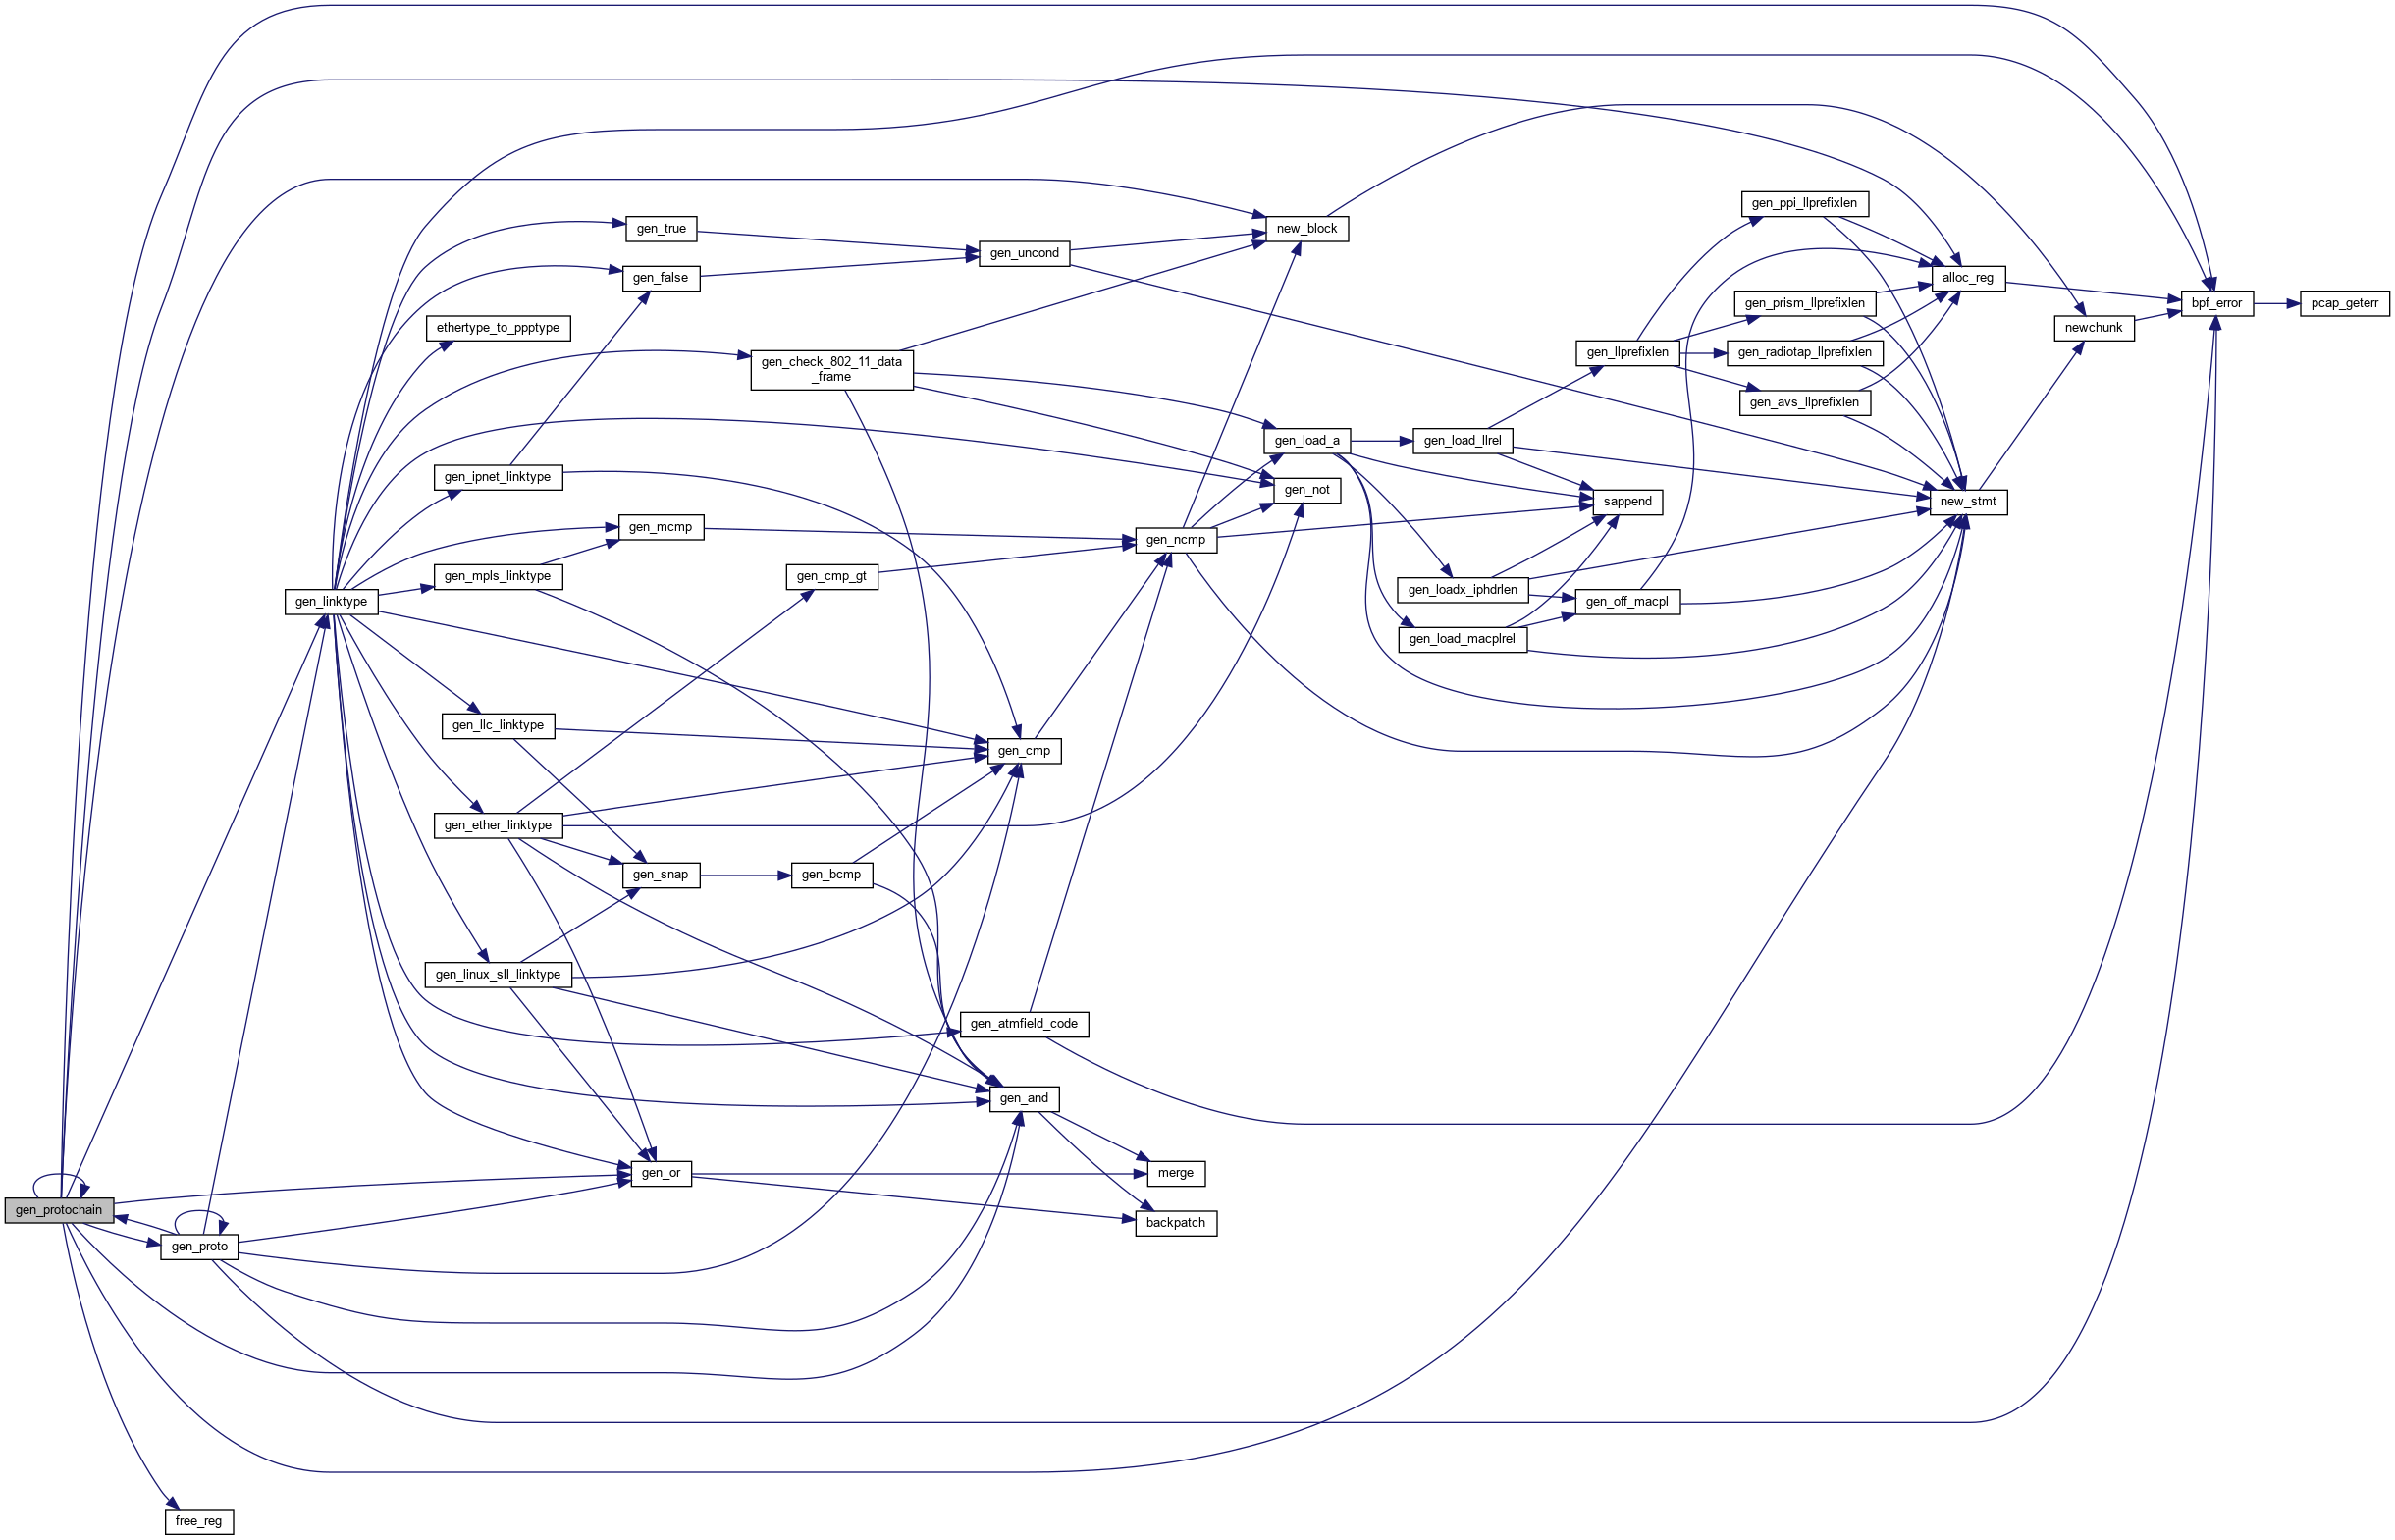 gen_ppi_llprefixlen
gen_true
new_block
gen_uncond
gen_false
alloc_reg
gen_prism_llprefixlen
bpf_error
pcap_geterr
ethertype_to_ppptype
newchunk
gen_llprefixlen
gen_radiotap_llprefixlen
gen_check_802_11_data
_frame
gen_avs_llprefixlen
gen_load_a
gen_load_llrel
gen_ipnet_linktype
gen_not
sappend
new_stmt
gen_mcmp
gen_ncmp
gen_mpls_linktype
gen_cmp_gt
gen_loadx_iphdrlen
gen_linktype
gen_off_macpl
gen_load_macplrel
gen_llc_linktype
gen_cmp
gen_ether_linktype
gen_snap
gen_bcmp
gen_linux_sll_linktype
gen_atmfield_code
gen_and
gen_or
merge
gen_protochain
backpatch
gen_proto
free_reg